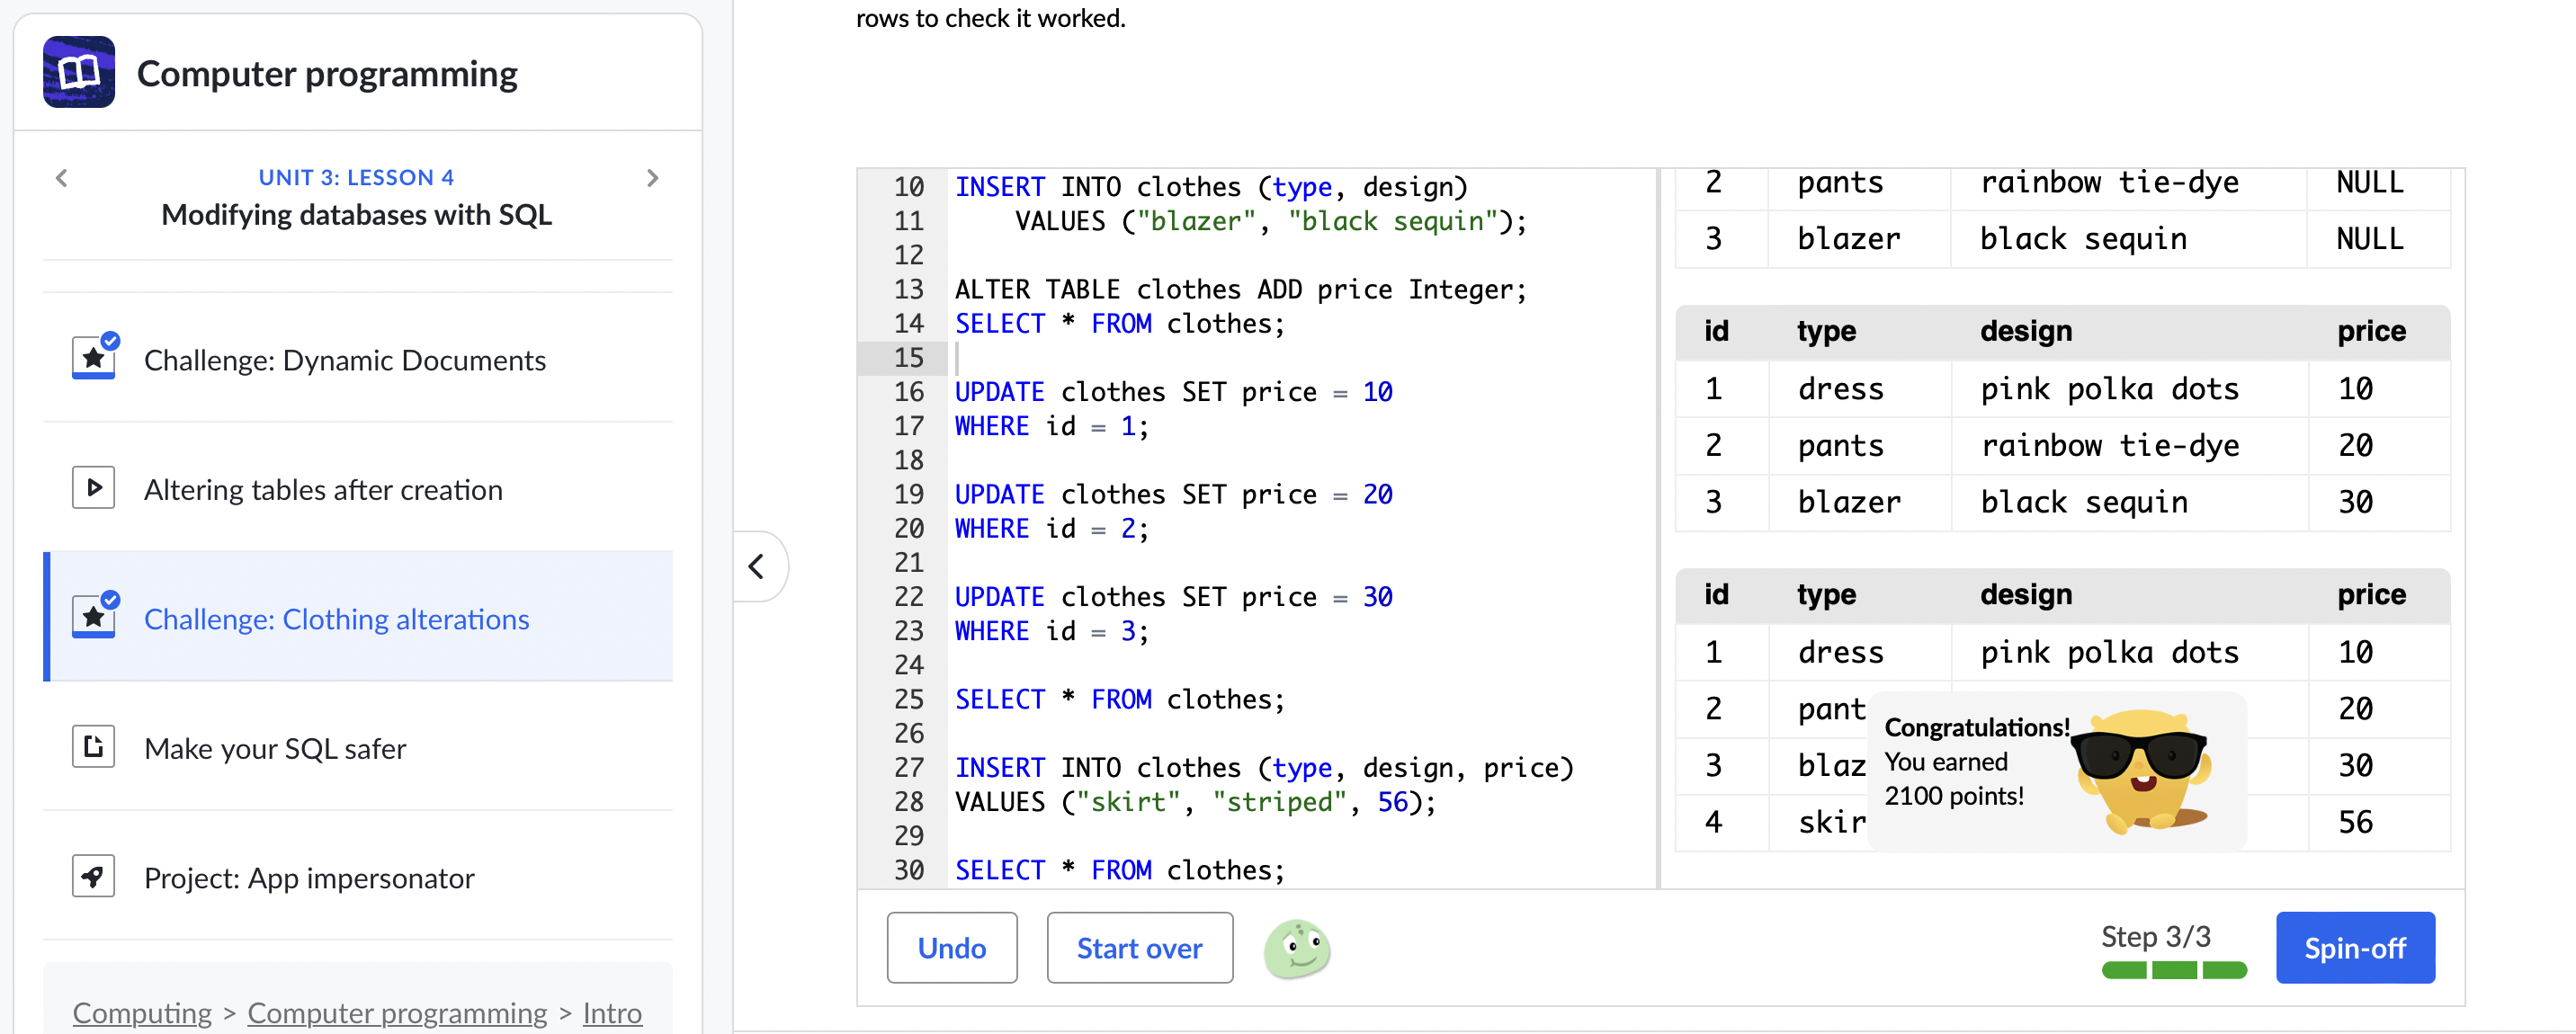 Computer programming
UNIT 3: LESSON 4
Modifying databases with SQL
Challenge: Dynamic Documents
Altering tables after creation
Challenge: Clothing alterations
Make your SQL safer
Project: App impersonator
Computing > Computer programming > Intro
rows to check it worked.
10 INSERT INTO clothes (type, design)
11 VALUES ("blazer", "black sequin");
12
13 ALTER TABLE clothes ADD price Integer;
14 SELECT * FROM clothes;
15
16 UPDATE clothes SET price = 10
17 WHERE id = 1;
18
19 UPDATE clothes SET price = 20
20 WHERE id = 2;
21
22 UPDATE clothes SET price = 30
23 WHERE id = 3;
24
25 SELECT * FROM clothes;
26
27 INSERT INTO clothes (type, design, price)
28 VALUES ("skirt", "striped", 56);
29
30 SELECT * FROM clothes;
2 pants rainbow tie-dye NULL
3 blazer black sequin NULL
id type design price
1 dress pink polka dots 10
2 pants rainbow tie-dye 20
3 blazer black sequin 30
id type design price
1 dress pink polka dots 10
2 pant 20
3 blaz 30
4 skir 56
Congratulations!
You earned
2100 points!
Undo
Start over
Step 3/3
Spin-off